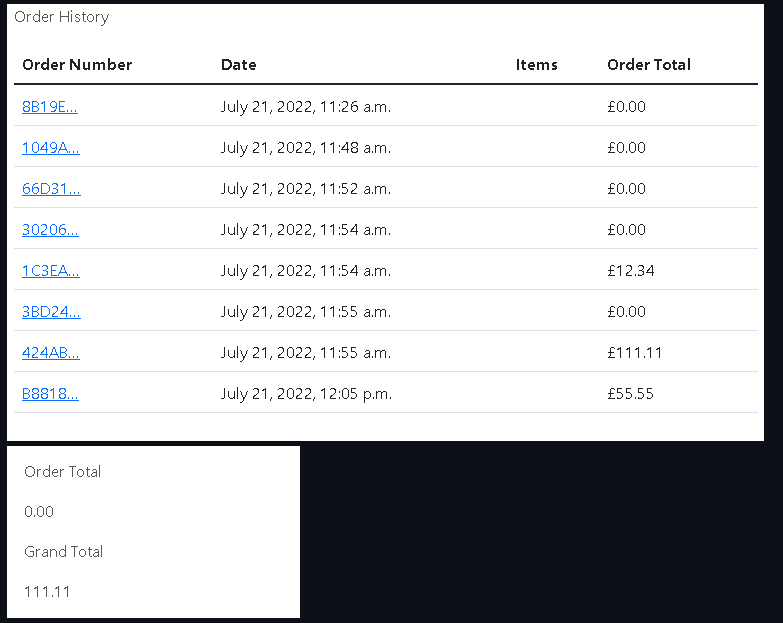 Order History
Order Number Date Items Order Total
8B19E... July 21, 2022, 11:26 a.m. £0.00
1049A... July 21, 2022, 11:48 a.m. £0.00
66D31... July 21, 2022, 11:52 a.m. £0.00
30206... July 21, 2022, 11:54 a.m. £0.00
1C3EA... July 21, 2022, 11:54 a.m. £12.34
3BD24... July 21, 2022, 11:55 a.m. £0.00
424AB... July 21, 2022, 11:55 a.m. £111.11
B8818... July 21, 2022, 12:05 p.m. £55.55
Order Total
0.00
Grand Total
111.11